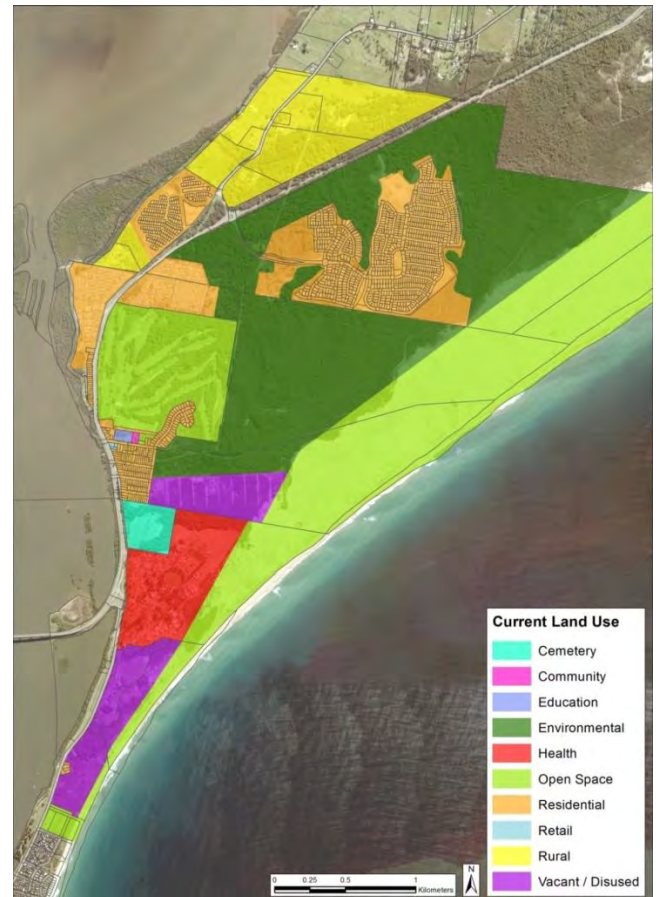 Current Land Use
Cemetery
Community
Education
Environmental
Health
Open Space
Residential
Retail
Rural
Vacant / Disused
0 0.25 0.5 1
Kilometers
N